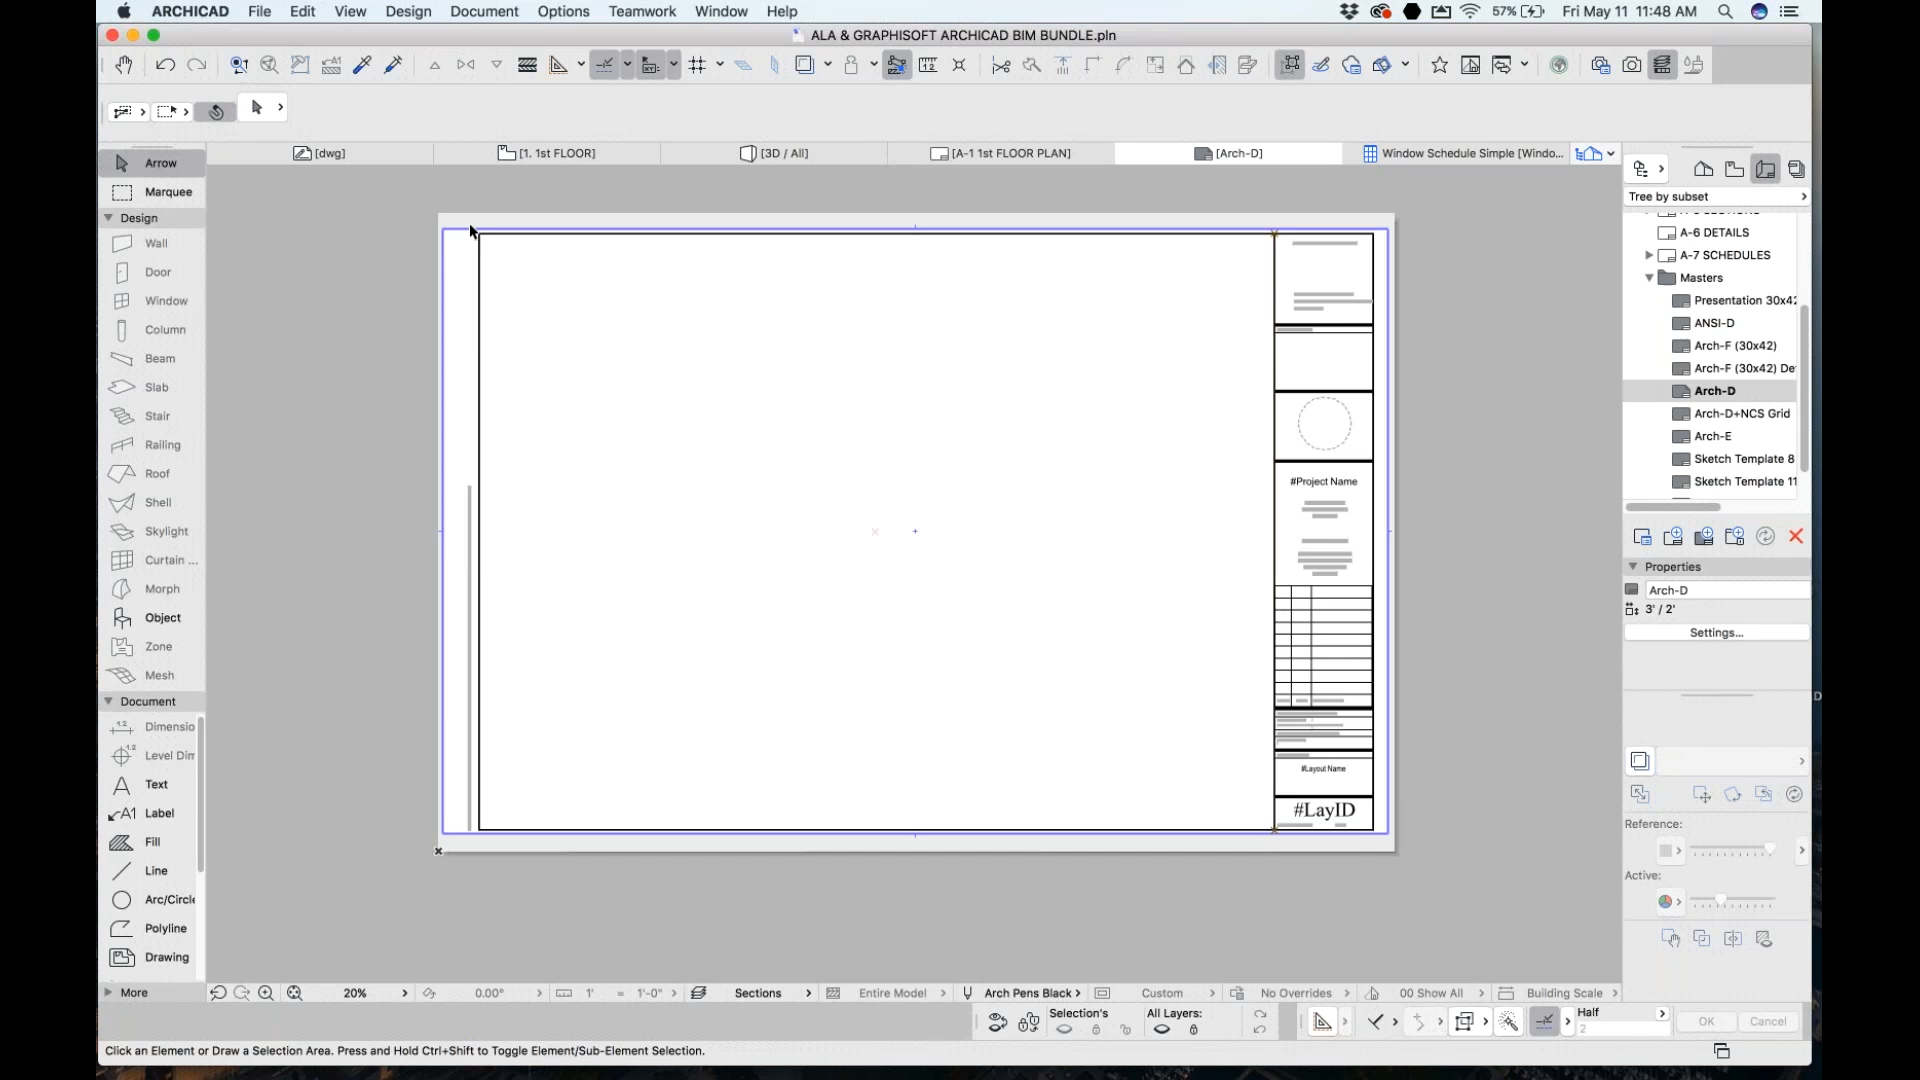 ARCHICAD File Edit View Design Document Options Teamwork Window Help 57% Fri May 11 11:48 AM
ALA & GRAPHISOFT ARCHICAD BIM BUNDLE.pln
[dwg] [1. 1st FLOOR] [3D / All] [A-1 1st FLOOR PLAN] [Arch-D] Window Schedule Simple [Windo...
Arrow
Marquee
Design
Wall
Door
Window
Column
Beam
Slab
Stair
Railing
Roof
Shell
Skylight
Curtain ...
Morph
Object
Zone
Mesh
Document
Dimensio
Level Dim
Text
Label
Fill
Line
Arc/Circle
Polyline
Drawing
More
#Project Name
#Layout Name
#LayID
Tree by subset
A-6 DETAILS
A-7 SCHEDULES
Masters
Presentation 30x42
ANSI-D
Arch-F (30x42)
Arch-F (30x42) De
Arch-D
Arch-D+NCS Grid
Arch-E
Sketch Template 8
Sketch Template 11
Properties
Arch-D
3' / 2'
Settings...
Reference:
Active:
20% 0.00° 1' = 1'-0" Sections Entire Model Arch Pens Black Custom No Overrides 00 Show All Building Scale
Selection's All Layers: Half
2 OK Cancel
Click an Element or Draw a Selection Area. Press and Hold Ctrl+Shift to Toggle Element/Sub-Element Selection.